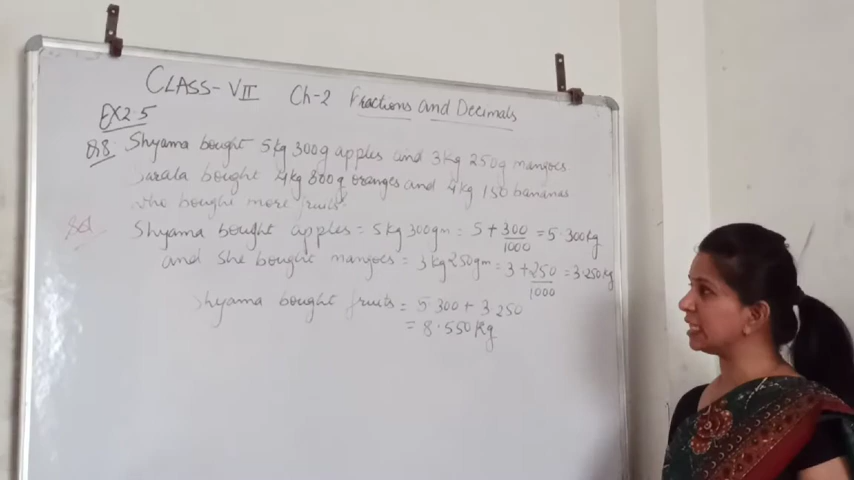 CLASS-VII Ch-2 Fractions and Decimals
EX2.5
Q.8. Shyama bought 5kg 300g apples and 3kg 250g mangoes
Sarala bought 4kg 800g oranges and 4kg 150 bananas
who bought more fruits
Sol Shyama bought apples = 5kg 300gm = 5 + 300/1000 = 5.300kg
and she bought mangoes = 3kg 250gm = 3 + 250/1000 = 3.250kg
Shyama bought fruits = 5.300 + 3.250
= 8.550 Kg